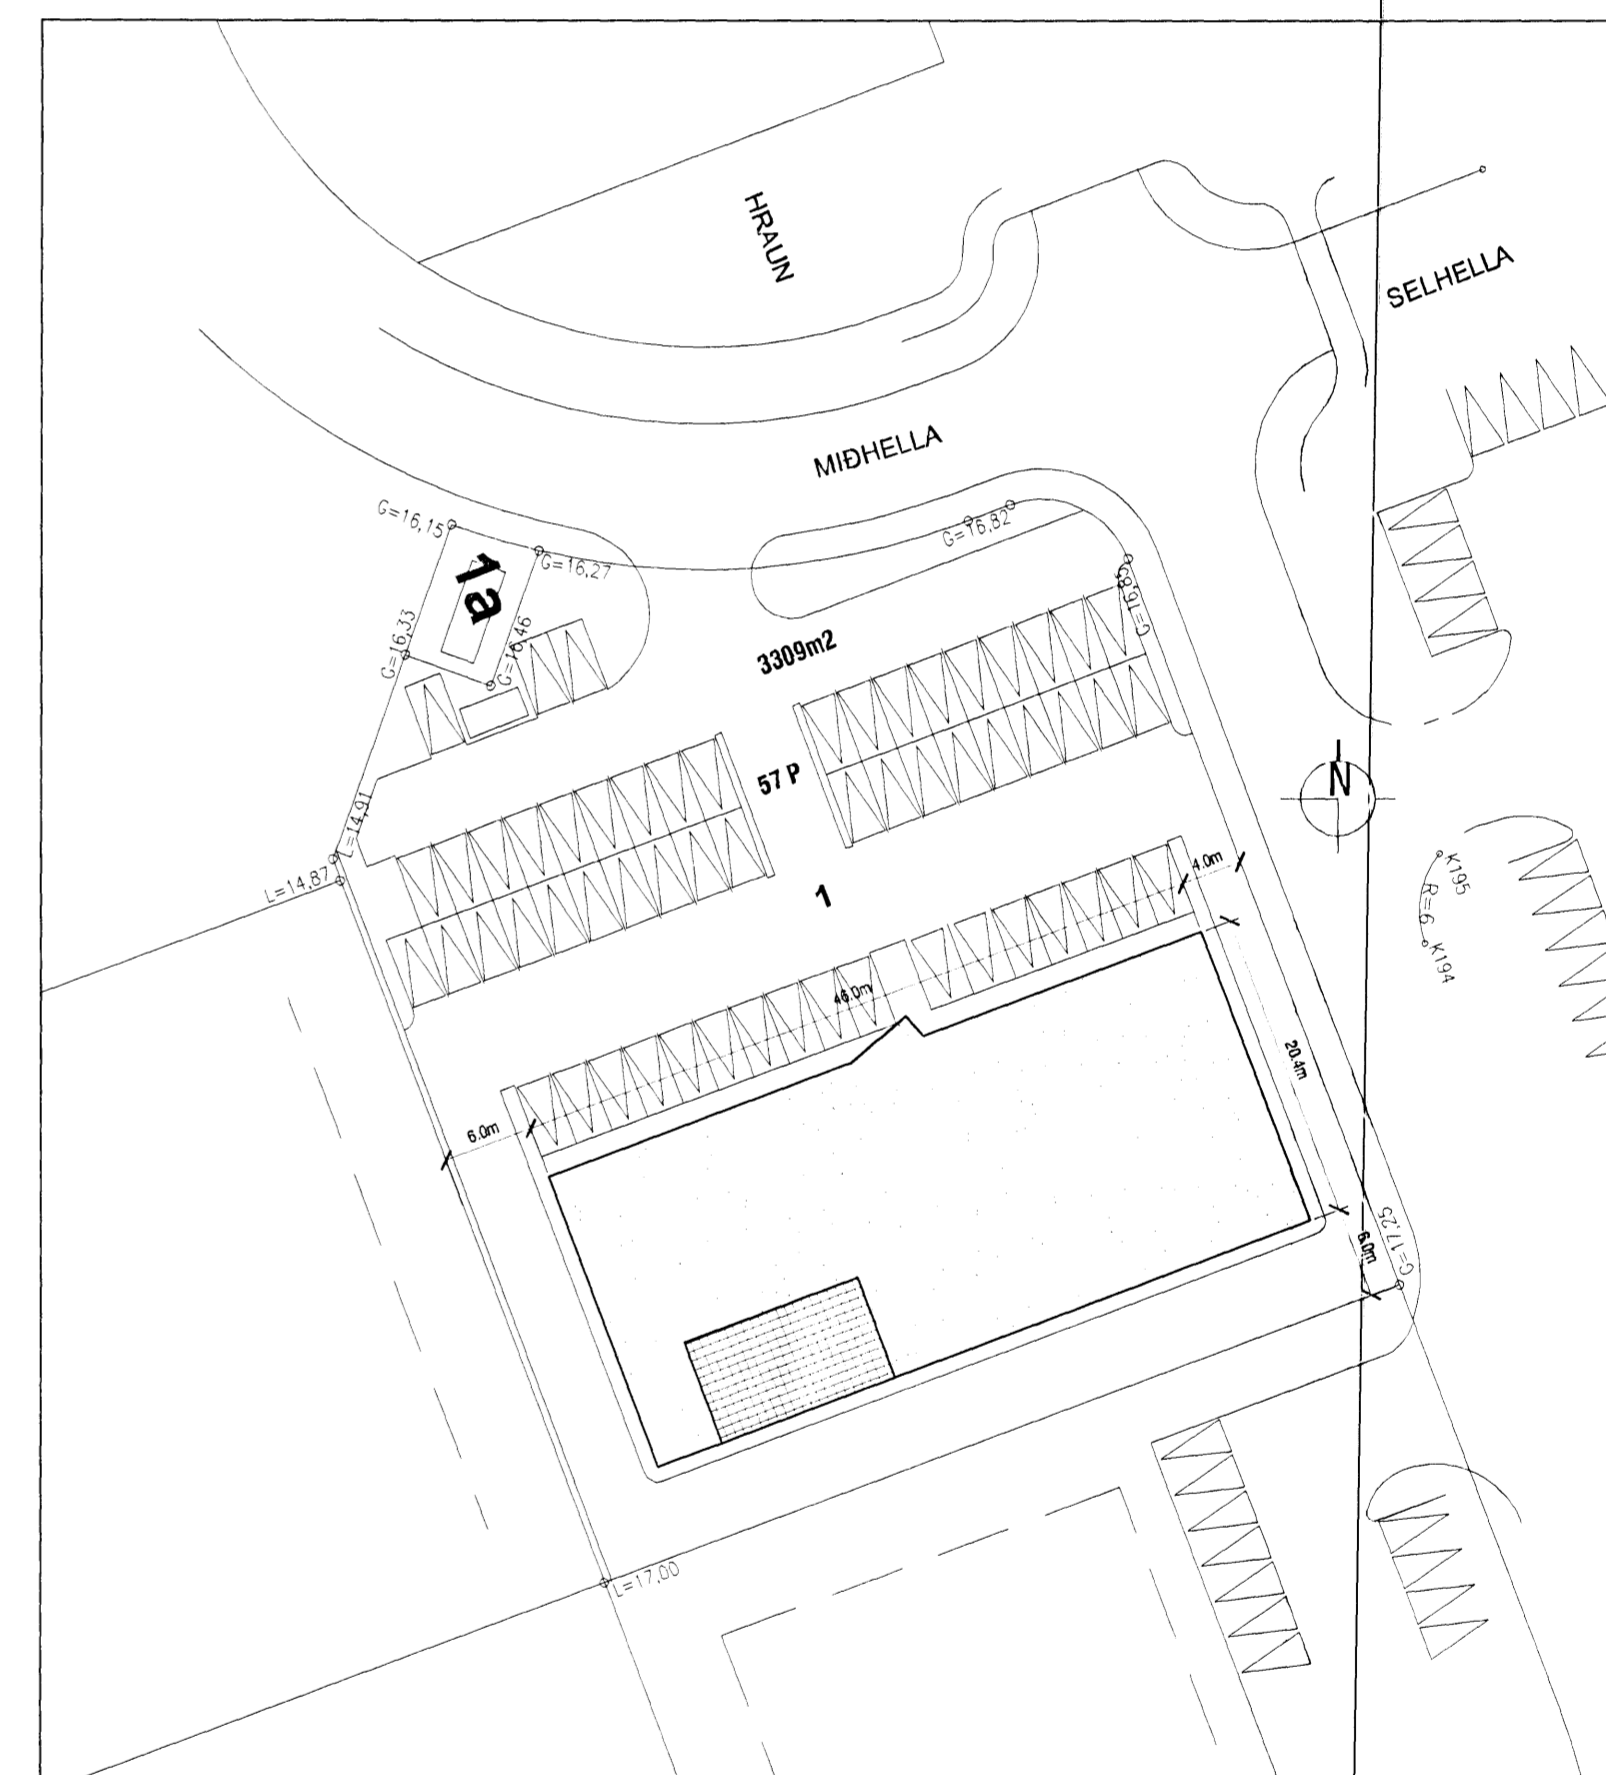 HRAUN
SELHELLA
MIÐHELLA
G=16,15
G=16,27
G=16,82
1a
G=16,85
G=16,33
G=16,46
3309m2
57 P
N
L=14,91
L=14,87
1
4.0m
K195
R=6
K194
46.0m
20.4m
6.0m
G=17,25
6.0m
L=17,00